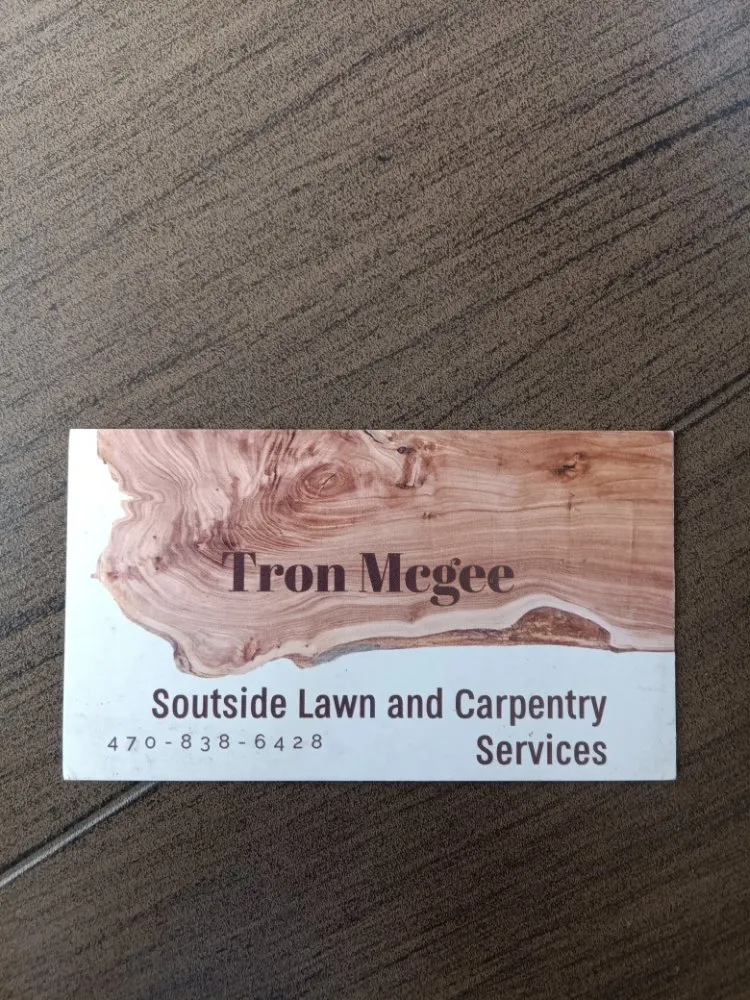 Tron Mcgee
Soutside Lawn and Carpentry
Services
470-838-6428